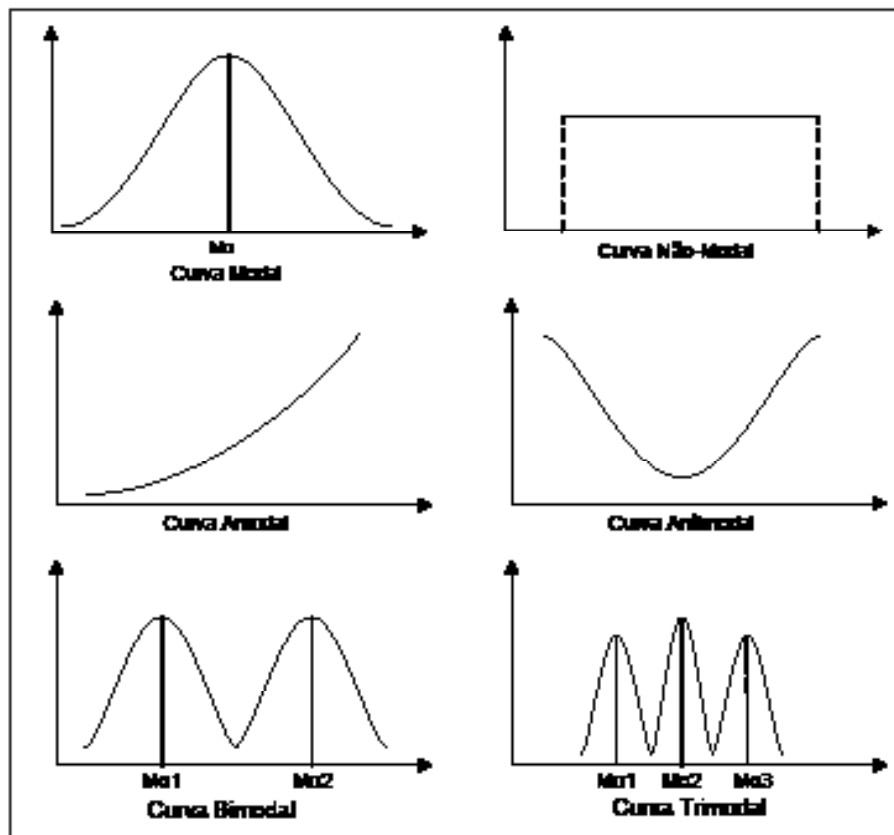 Mo
Curva Modal
Curva Não-Modal
Curva Amodal
Curva Antimodal
Mo1 Mo2
Curva Bimodal
Mo1 Mo2 Mo3
Curva Trimodal